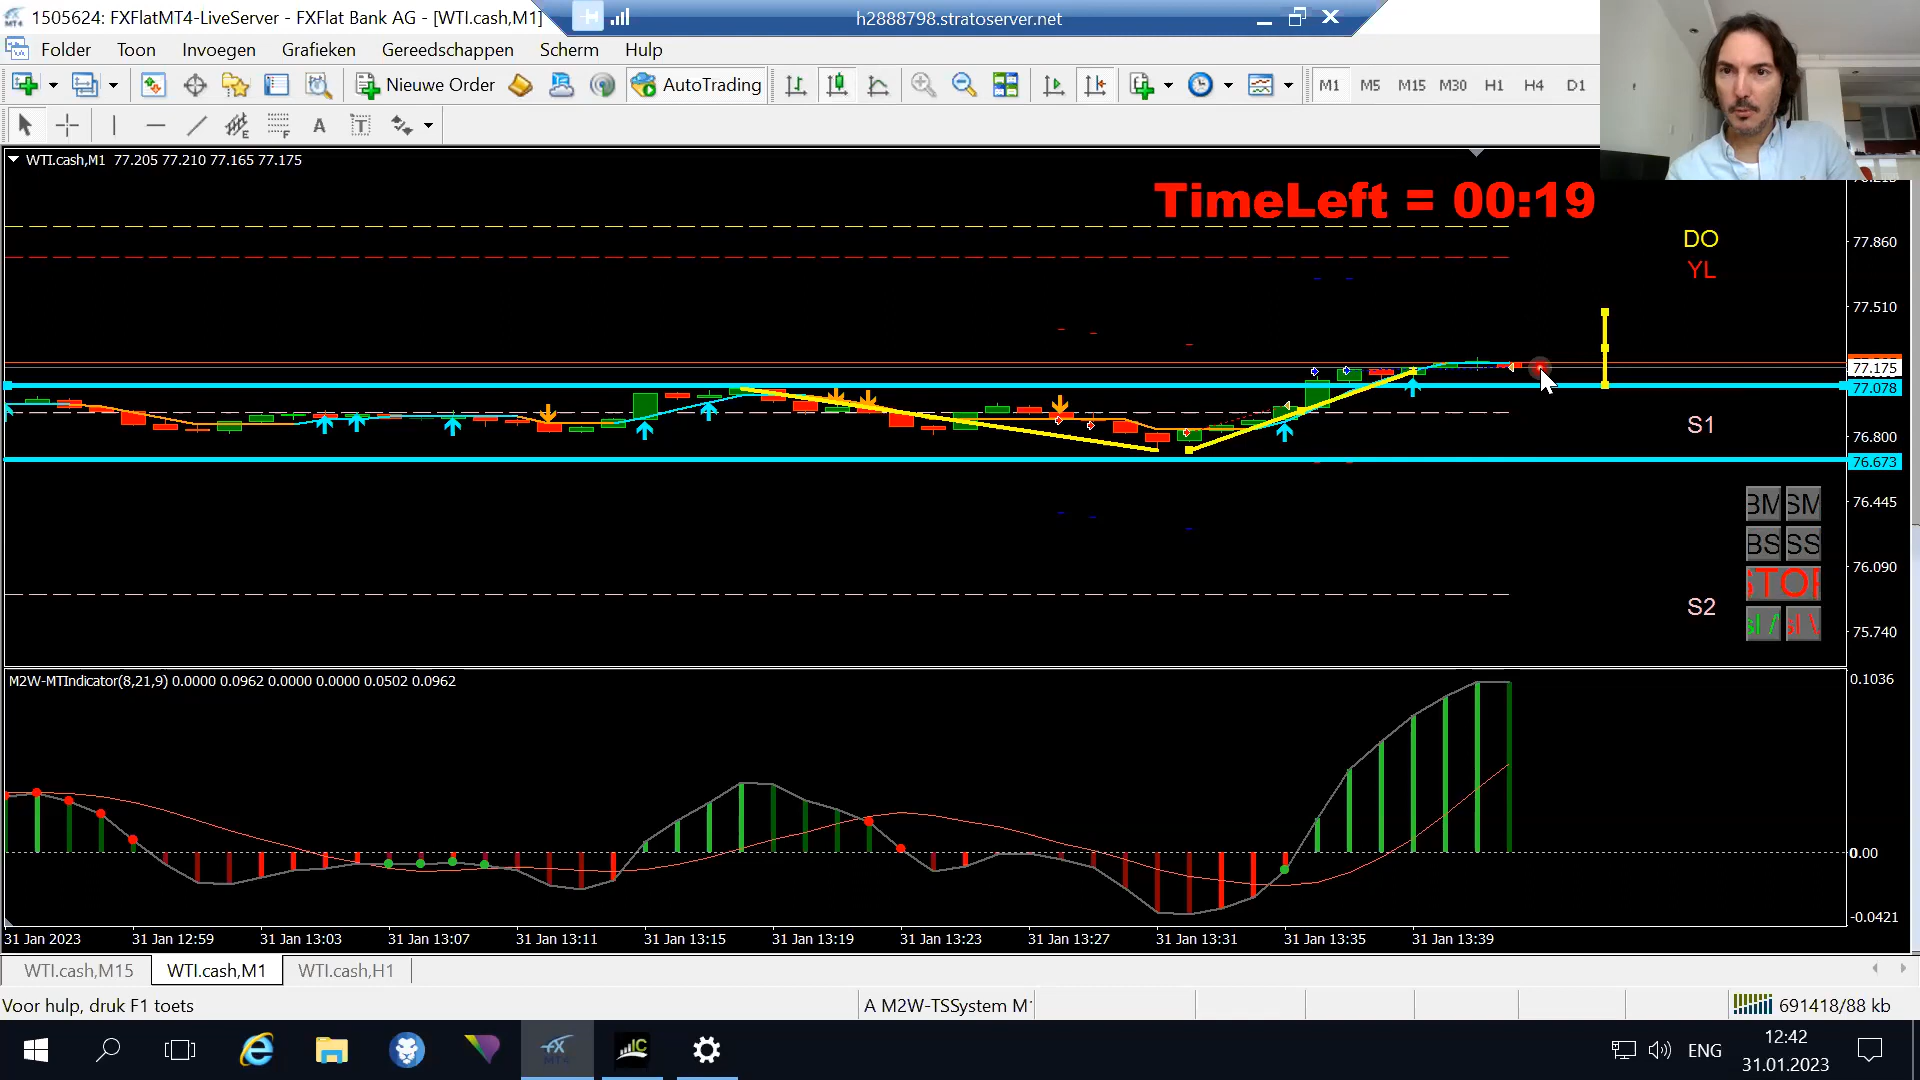 1505624: FXFlatMT4-LiveServer - FXFlat Bank AG - [WTI.cash,M1]
h2888798.stratoserver.net
Folder Toon Invoegen Grafieken Gereedschappen Scherm Hulp
Nieuwe Order AutoTrading M1 M5 M15 M30 H1 H4 D1
WTI.cash,M1 77.205 77.210 77.165 77.175
TimeLeft = 00:19
DO
77.860
YL
77.510
77.175
77.078
S1
76.800
76.673
76.445
BM SM
BS SS
76.090
STOP
S2
75.740
M2W-MTIndicator(8,21,9) 0.0000 0.0962 0.0000 0.0000 0.0502 0.0962
0.1036
0.00
-0.0421
31 Jan 2023 31 Jan 12:59 31 Jan 13:03 31 Jan 13:07 31 Jan 13:11 31 Jan 13:15 31 Jan 13:19 31 Jan 13:23 31 Jan 13:27 31 Jan 13:31 31 Jan 13:35 31 Jan 13:39
WTI.cash,M15 WTI.cash,M1 WTI.cash,H1
Voor hulp, druk F1 toets
A M2W-TSSystem M
691418/88 kb
ENG
12:42
31.01.2023